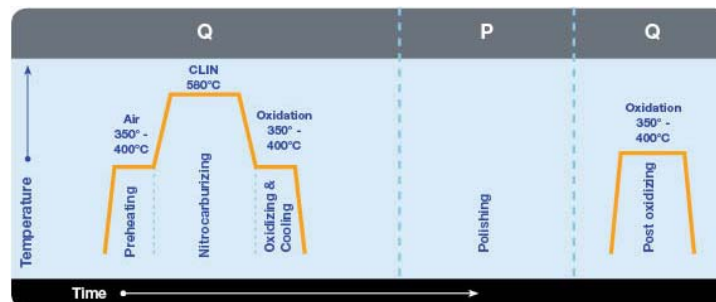 Q
P
Q
CLIN
580°C
Air
350° -
400°C
Oxidation
350° -
400°C
Oxidation
350° -
400°C
Temperature
Preheating
Nitrocarburizing
Oxidizing &
Cooling
Polishing
Post oxidizing
Time